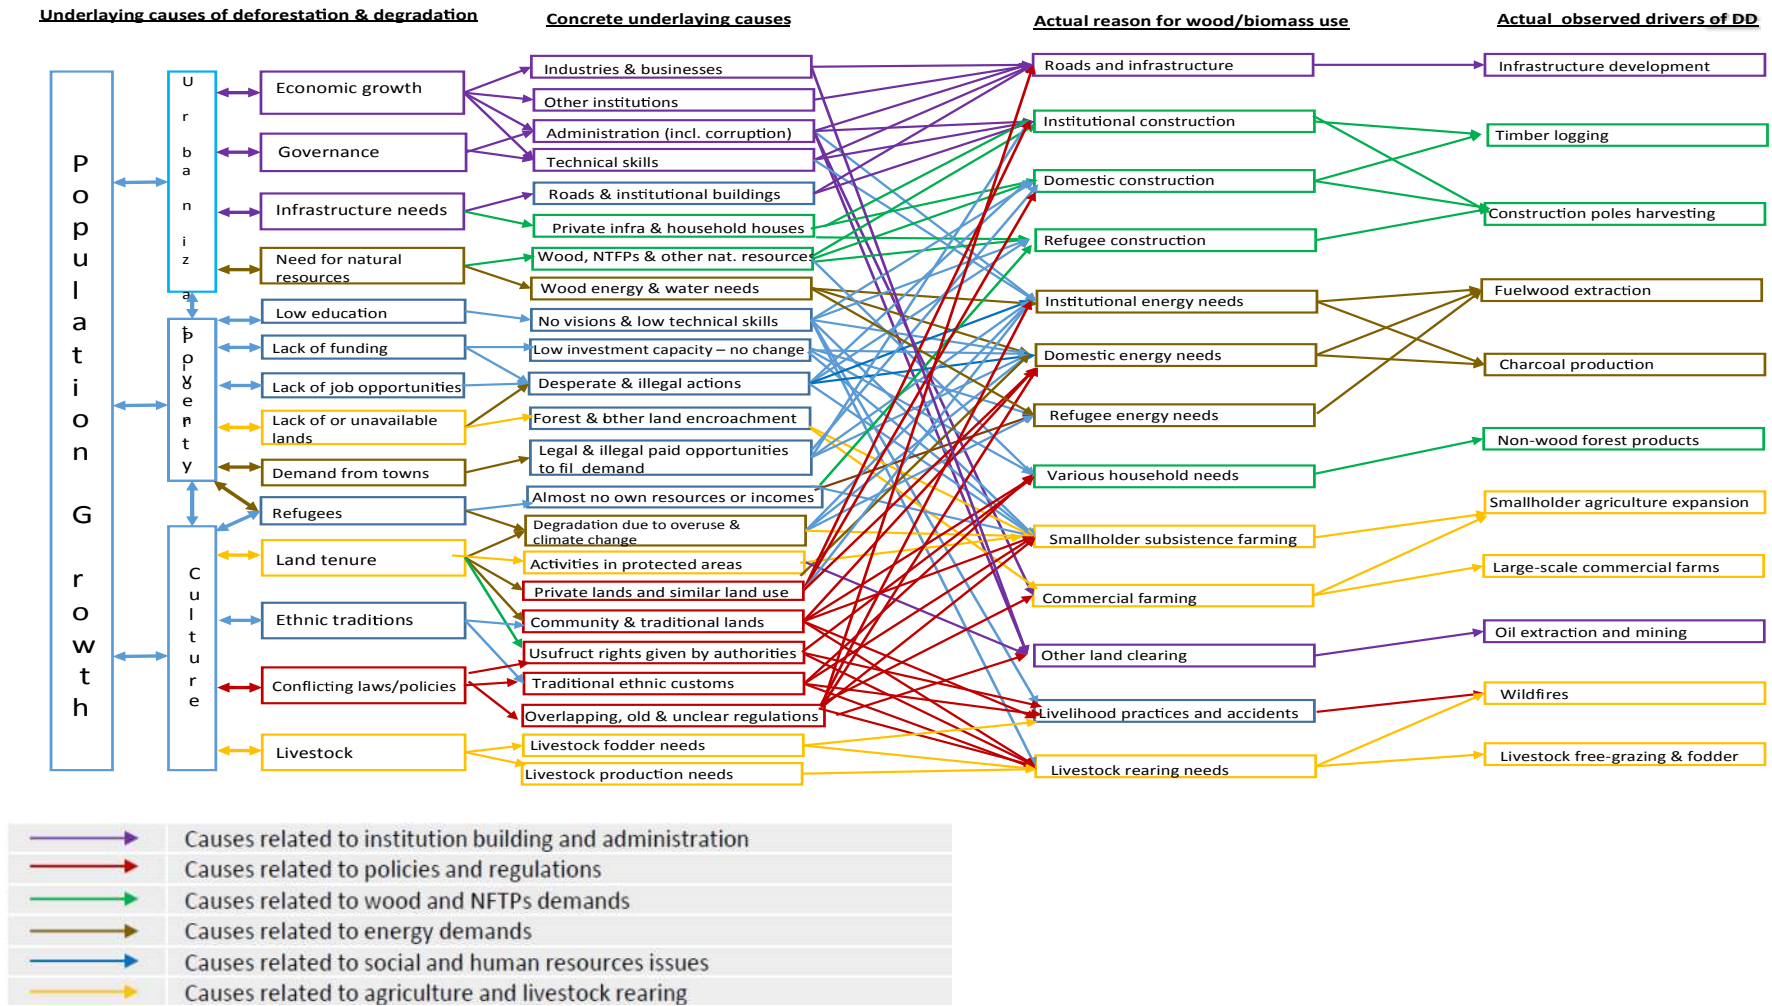 Underlaying causes of deforestation & degradation
Concrete underlaying causes
Actual reason for wood/biomass use
Actual observed drivers of DD
Population Growth
Urbanization
Poverty
Culture
Economic growth
Governance
Infrastructure needs
Need for natural
resources
Low education
Lack of funding
Lack of job opportunities
Lack of or unavailable
lands
Demand from towns
Refugees
Land tenure
Ethnic traditions
Conflicting laws/policies
Livestock
Industries & businesses
Other institutions
Administration (incl. corruption)
Technical skills
Roads & institutional buildings
Private infra & household houses
Wood, NTFPs & other nat. resources
Wood energy & water needs
No visions & low technical skills
Low investment capacity – no change
Desperate & illegal actions
Forest & other land encroachment
Legal & illegal paid opportunities
to fil demand
Almost no own resources or incomes
Degradation due to overuse &
climate change
Activities in protected areas
Private lands and similar land use
Community & traditional lands
Usufruct rights given by authorities
Traditional ethnic customs
Overlapping, old & unclear regulations
Livestock fodder needs
Livestock production needs
Roads and infrastructure
Institutional construction
Domestic construction
Refugee construction
Institutional energy needs
Domestic energy needs
Refugee energy needs
Various household needs
Smallholder subsistence farming
Commercial farming
Other land clearing
Livelihood practices and accidents
Livestock rearing needs
Infrastructure development
Timber logging
Construction poles harvesting
Fuelwood extraction
Charcoal production
Non-wood forest products
Smallholder agriculture expansion
Large-scale commercial farms
Oil extraction and mining
Wildfires
Livestock free-grazing & fodder
Causes related to institution building and administration
Causes related to policies and regulations
Causes related to wood and NFTPs demands
Causes related to energy demands
Causes related to social and human resources issues
Causes related to agriculture and livestock rearing